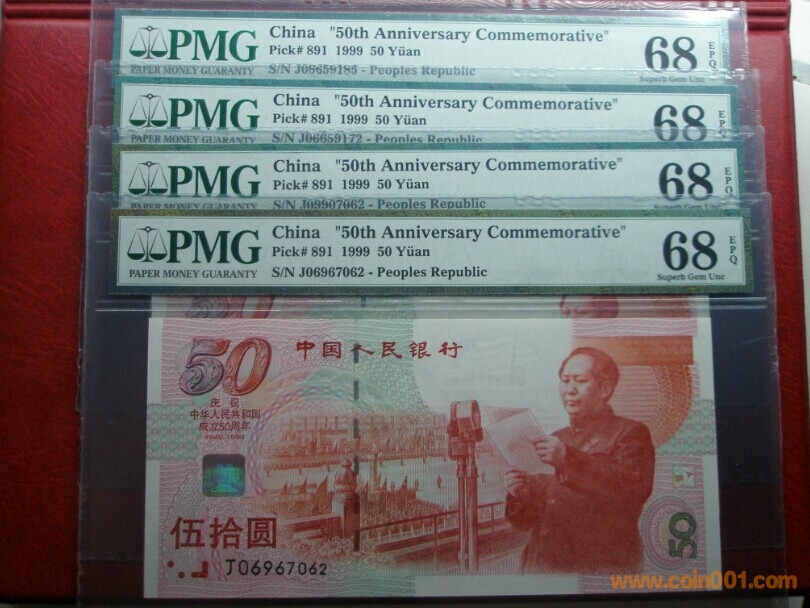 PMG
PAPER MONEY GUARANTY
China "50th Anniversary Commemorative"
Pick# 891 1999 50 Yüan
S/N J06659185 - Peoples Republic
68
EPQ
Superb Gem Unc
PMG
PAPER MONEY GUARANTY
China "50th Anniversary Commemorative"
Pick# 891 1999 50 Yüan
S/N J06659172 - Peoples Republic
68
EPQ
PMG
PAPER MONEY GUARANTY
China "50th Anniversary Commemorative"
Pick# 891 1999 50 Yüan
S/N J09907062 - Peoples Republic
68
EPQ
Superb Gem Unc
PMG
PAPER MONEY GUARANTY
China "50th Anniversary Commemorative"
Pick# 891 1999 50 Yüan
S/N J06967062 - Peoples Republic
68
EPQ
Superb Gem Unc
50
中国人民银行
庆祝
中华人民共和国
成立50周年
1949-1999
伍拾圆
J06967062
50
www.coin001.com